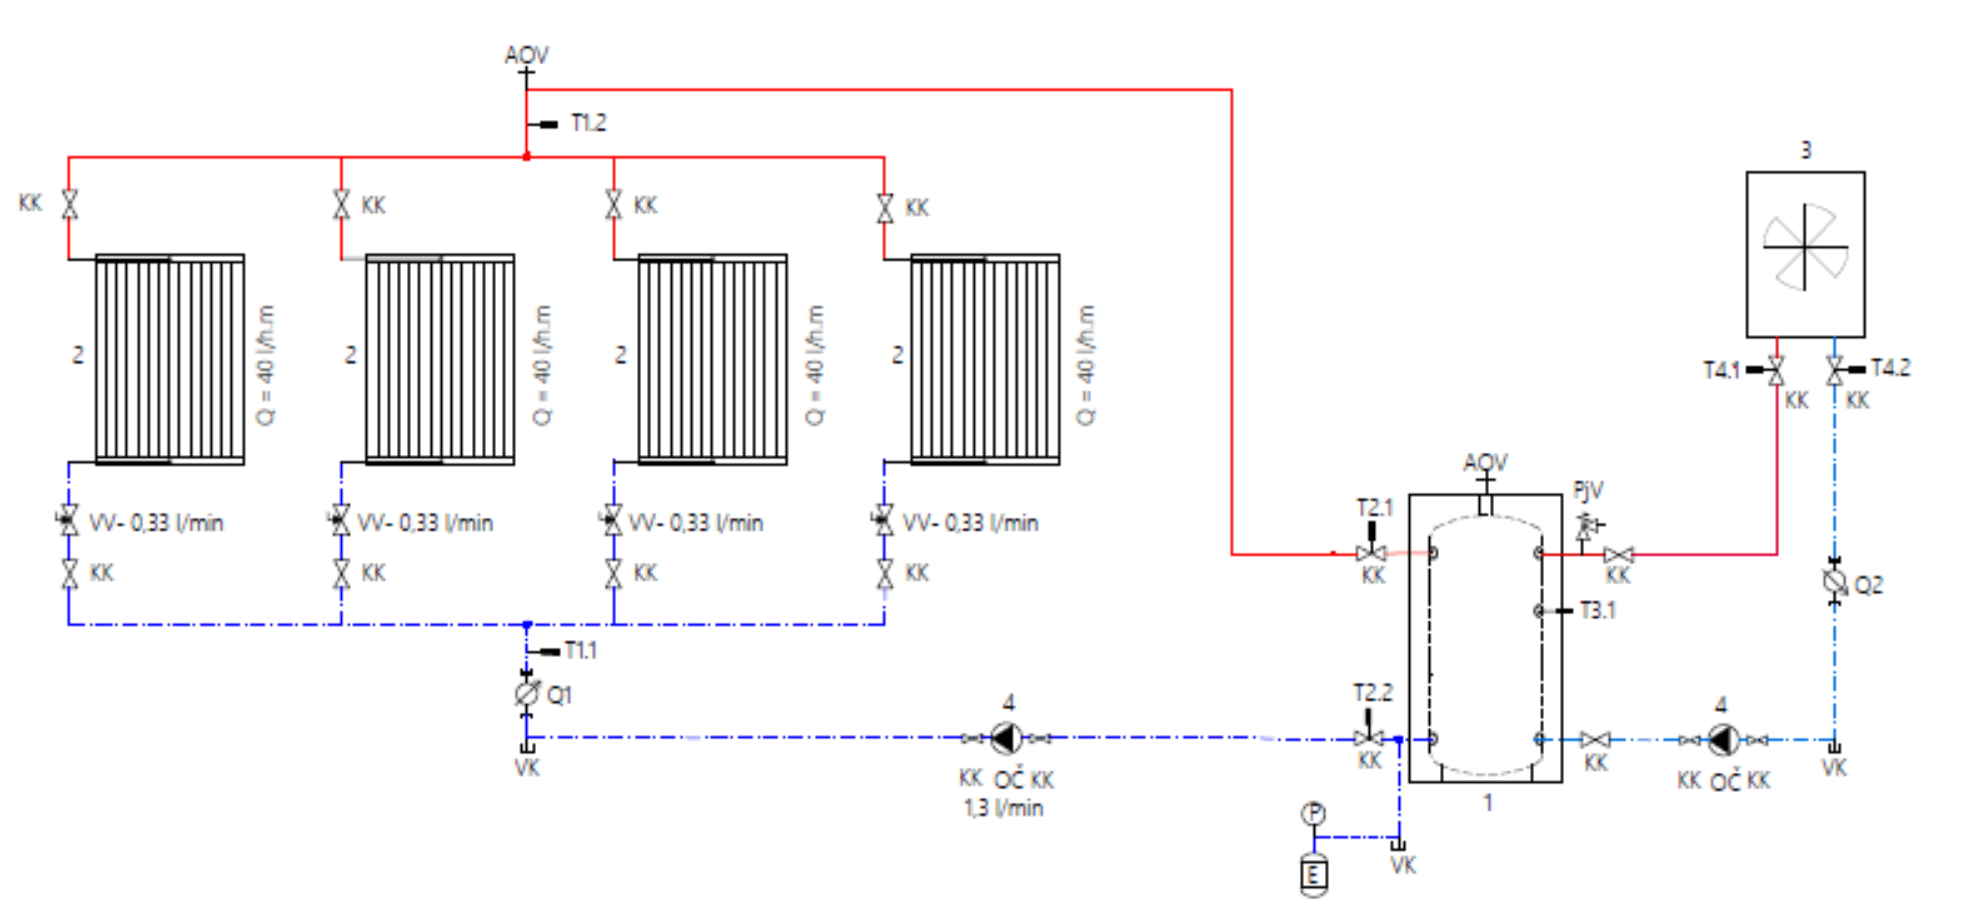 AOV
T1.2
3
KK
KK
KK
KK
2
Q = 40 l/h.m
2
Q = 40 l/h.m
2
Q = 40 l/h.m
2
Q = 40 l/h.m
T4.1
T4.2
KK
KK
AOV
PjV
T2.1
VV- 0,33 l/min
VV- 0,33 l/min
VV- 0,33 l/min
VV- 0,33 l/min
KK
KK
KK
KK
KK
KK
Q2
T3.1
T1.1
Q1
4
T2.2
4
VK
KK OČ KK
1,3 l/min
KK
KK
KK OČ KK
VK
1
P
E
VK